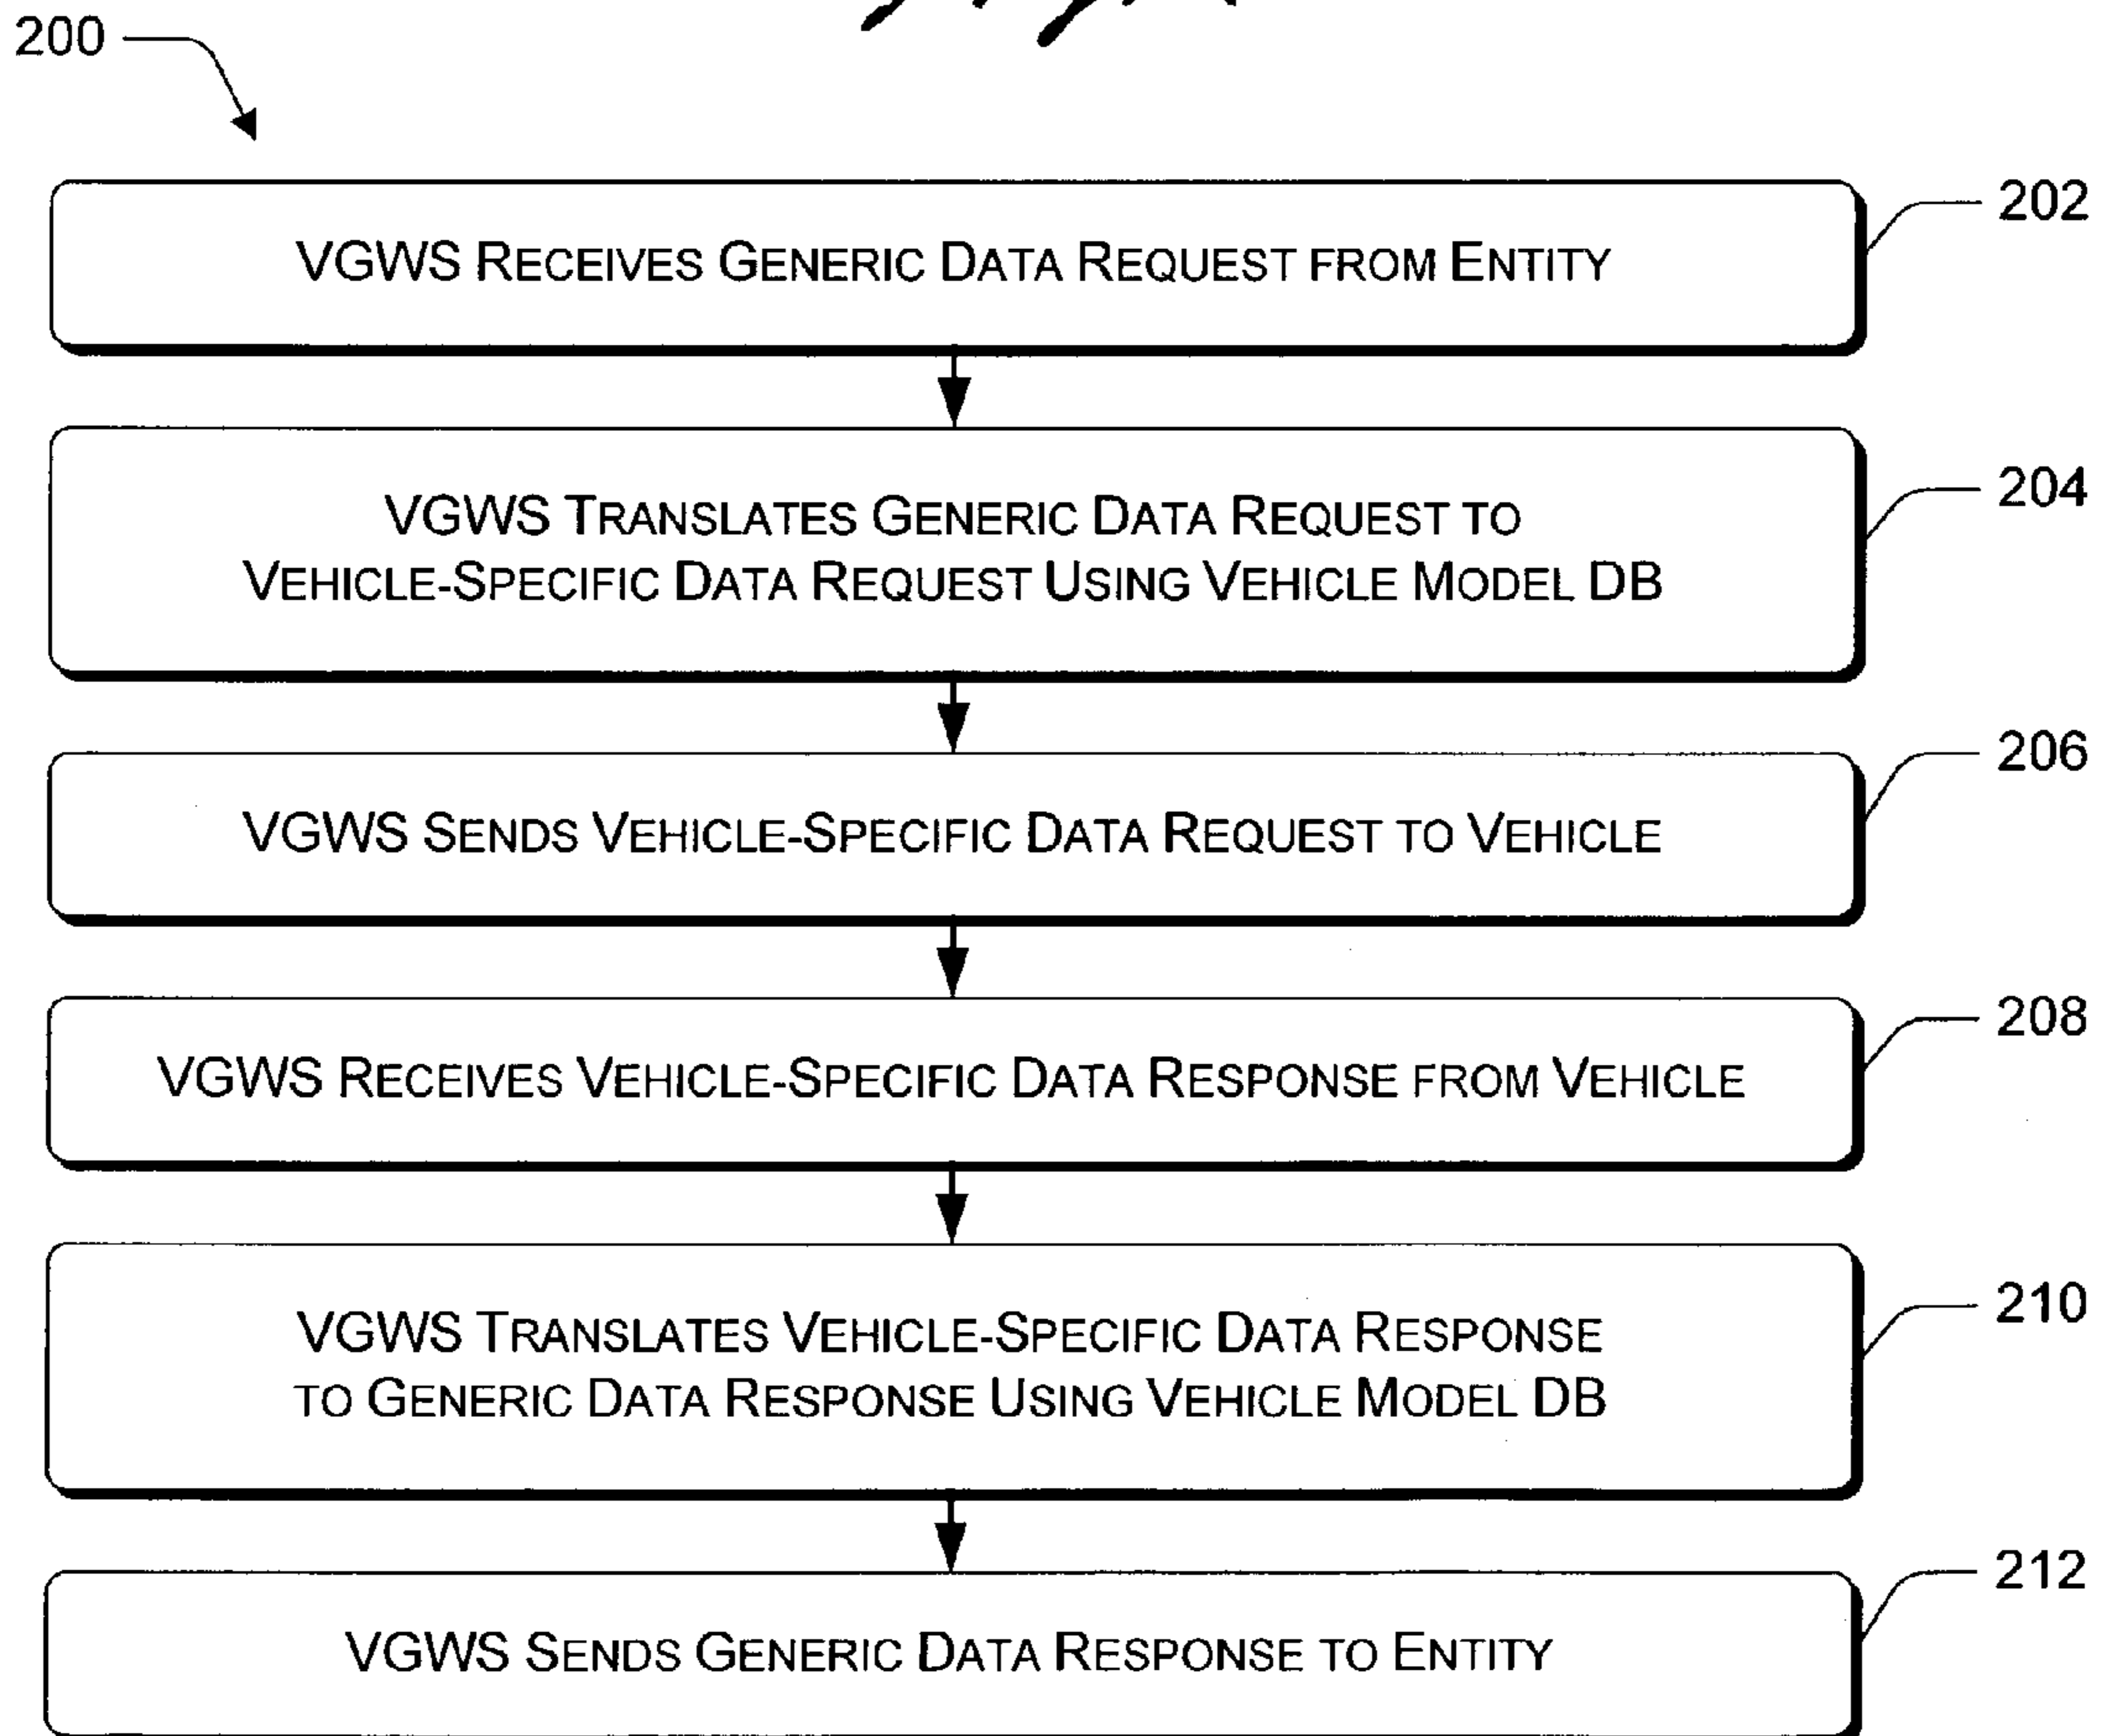 200
VGWS RECEIVES GENERIC DATA REQUEST FROM ENTITY
202
VGWS TRANSLATES GENERIC DATA REQUEST TO
VEHICLE-SPECIFIC DATA REQUEST USING VEHICLE MODEL DB
204
VGWS SENDS VEHICLE-SPECIFIC DATA REQUEST TO VEHICLE
206
VGWS RECEIVES VEHICLE-SPECIFIC DATA RESPONSE FROM VEHICLE
208
VGWS TRANSLATES VEHICLE-SPECIFIC DATA RESPONSE
TO GENERIC DATA RESPONSE USING VEHICLE MODEL DB
210
VGWS SENDS GENERIC DATA RESPONSE TO ENTITY
212